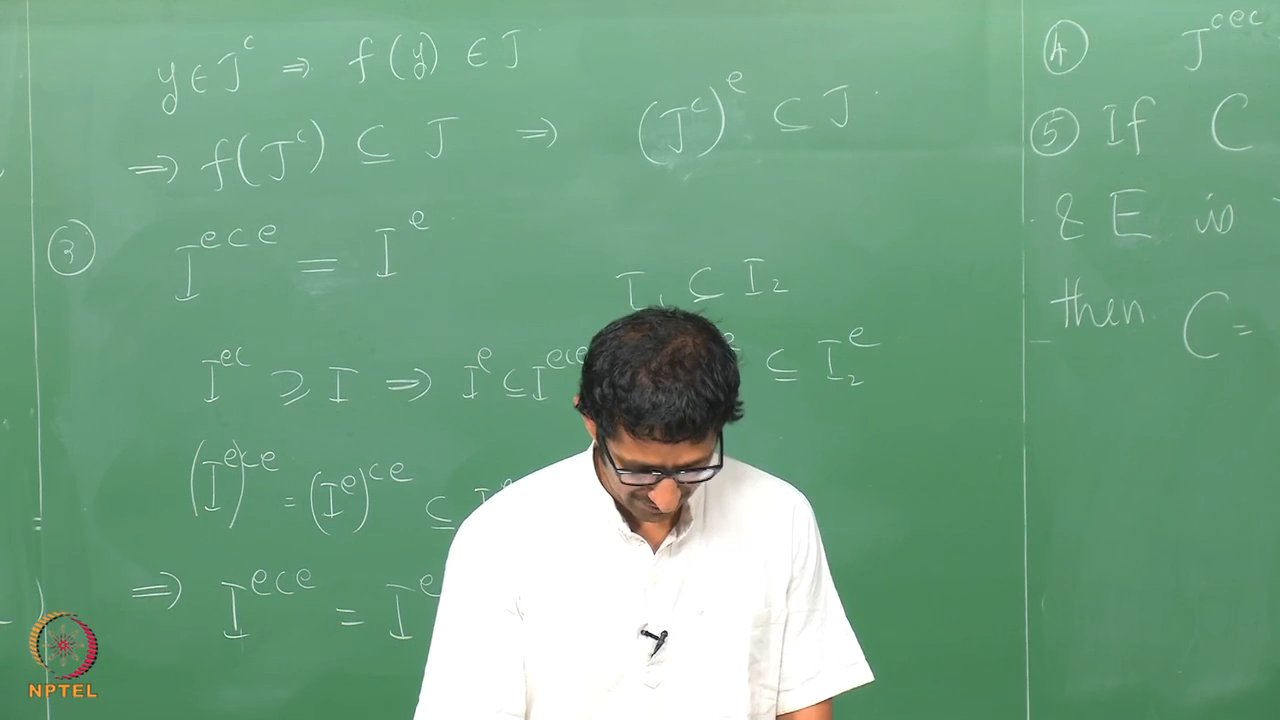 y ∈ J^c ⇒ f(y) ∈ J
⇒ f(J^c) ⊆ J ⇒ (J^c)^e ⊆ J.
③ I^{ece} = I^e
I_1 ⊆ I_2
I^{ec} ⩾ I ⇒ I^e ⊆ I^{ece}
^e ⊆ I_2^e
(I^e)^{ce} = (I^e)^{ce} ⊆
⇒ I^{ece} = I^e
④ J^{cec}
⑤ If C
& E is
then C =
NPTEL